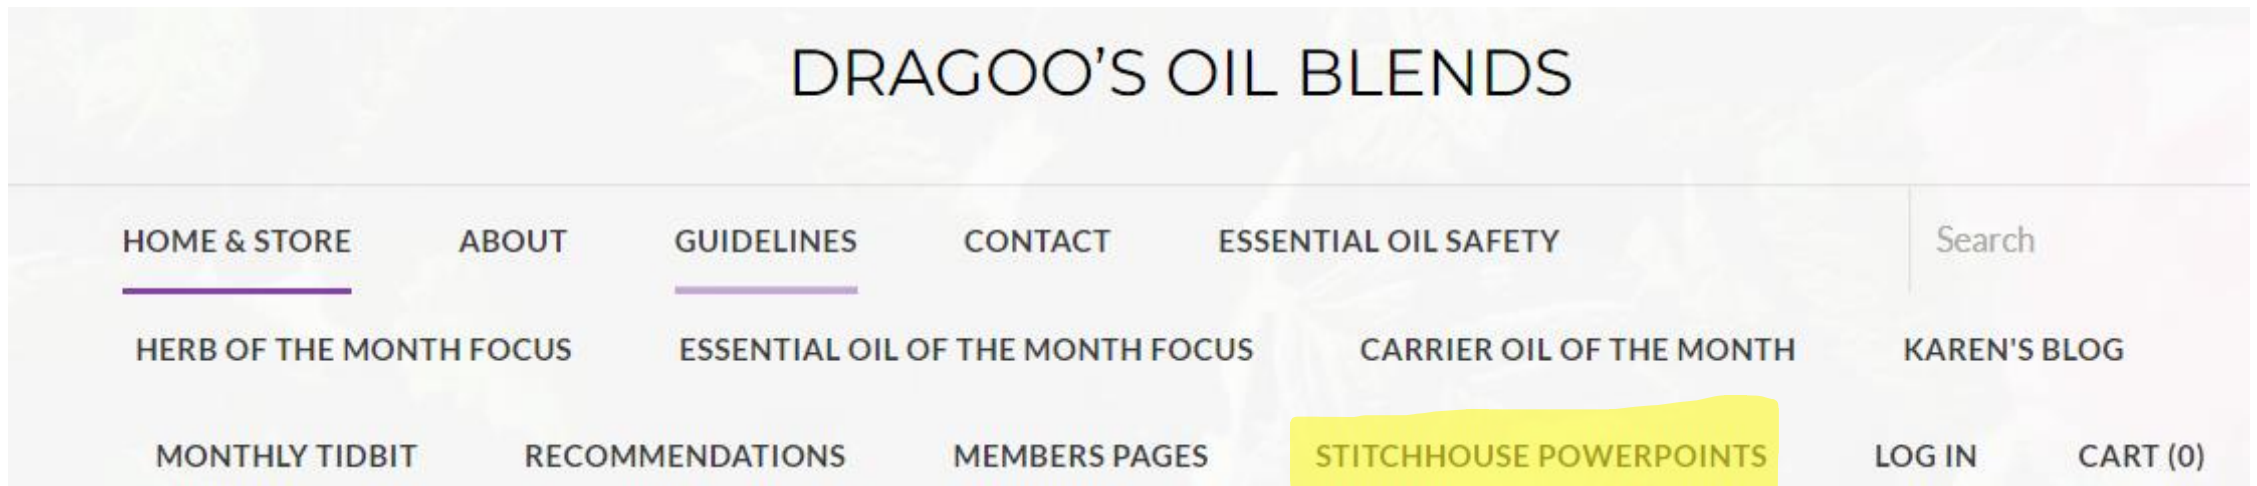 DRAGOO’S OIL BLENDS
HOME & STORE ABOUT GUIDELINES CONTACT ESSENTIAL OIL SAFETY Search
HERB OF THE MONTH FOCUS ESSENTIAL OIL OF THE MONTH FOCUS CARRIER OIL OF THE MONTH KAREN'S BLOG
MONTHLY TIDBIT RECOMMENDATIONS MEMBERS PAGES STITCHHOUSE POWERPOINTS LOG IN CART (0)